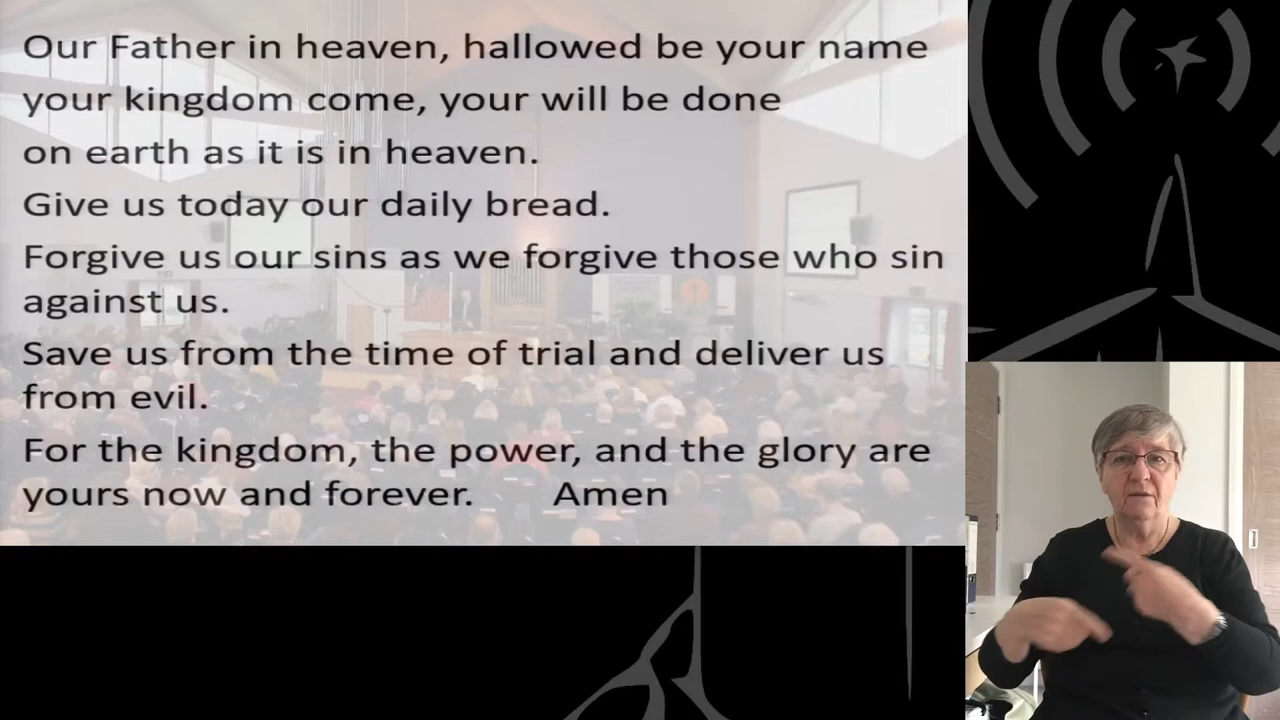 Our Father in heaven, hallowed be your name
your kingdom come, your will be done
on earth as it is in heaven.
Give us today our daily bread.
Forgive us our sins as we forgive those who sin
against us.
Save us from the time of trial and deliver us
from evil.
For the kingdom, the power, and the glory are
yours now and forever. Amen